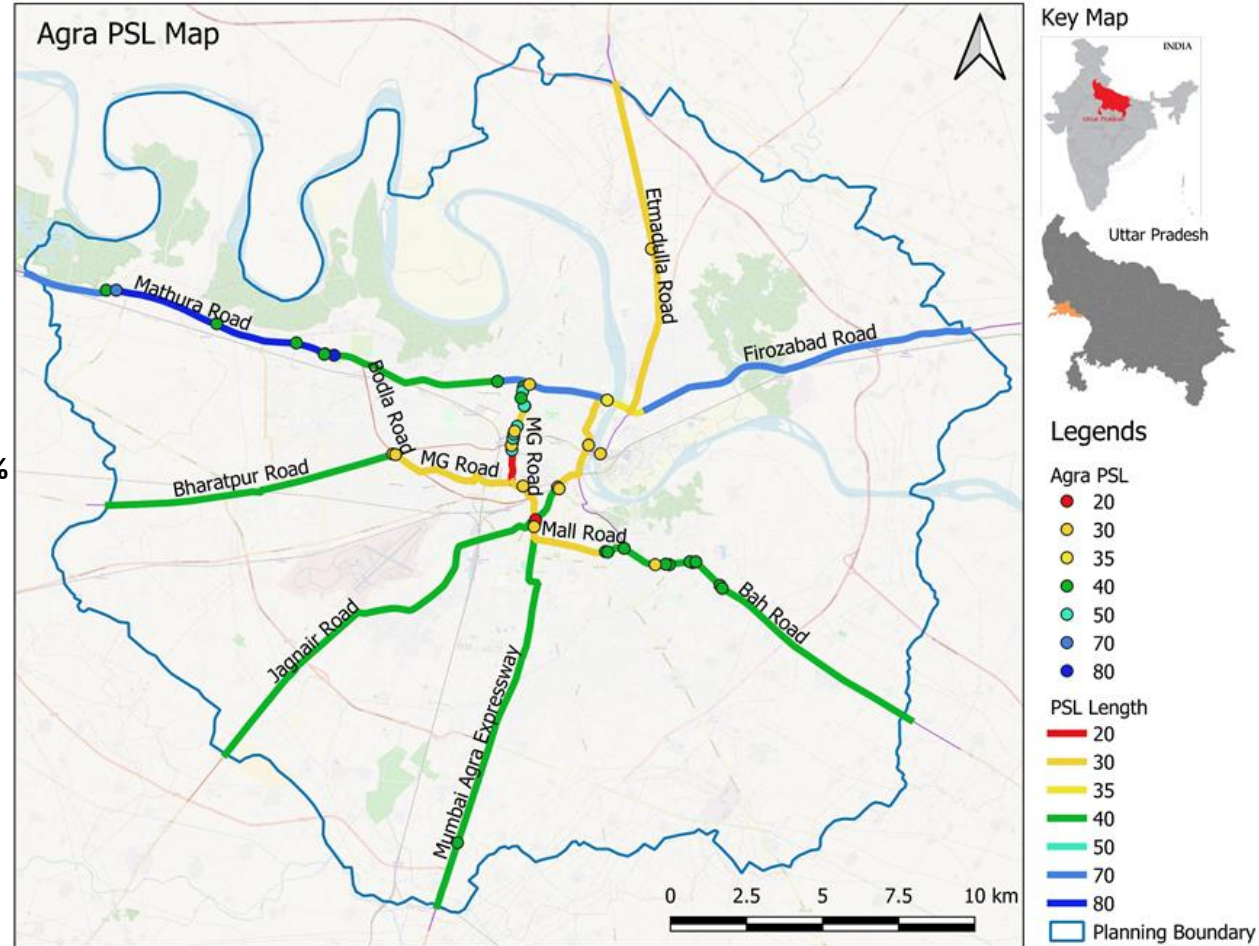 Agra PSL Map
Etmadulla Road
Mathura Road
Firozabad Road
Bodla Road
MG Road
MG Road
Bharatpur Road
Mall Road
Bah Road
Jagnair Road
Mumbai Agra Expressway
0 2.5 5 7.5 10 km
%
Key Map
INDIA
Uttar Pradesh
Uttar Pradesh
Legends
Agra PSL
20
30
35
40
50
70
80
PSL Length
20
30
35
40
50
70
80
Planning Boundary